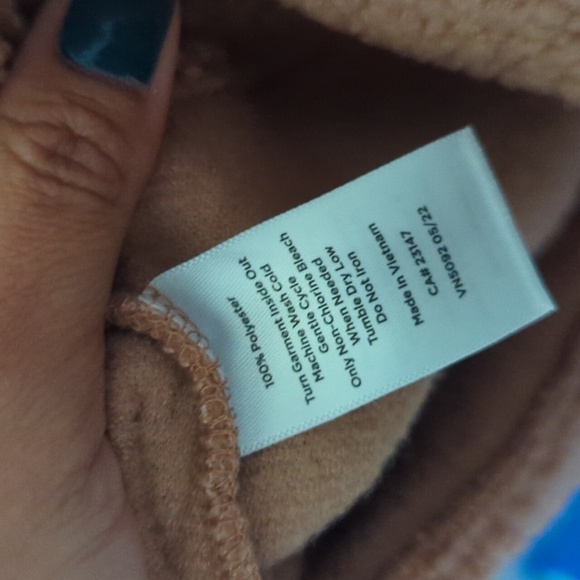 100% Polyester
Turn Garment Inside Out
Machine Wash Cold
Gentle Cycle
Only Non-Chlorine Bleach
When Needed
Tumble Dry Low
Do Not Iron
Made In Vietnam
CA# 23147
VN5092 05/22